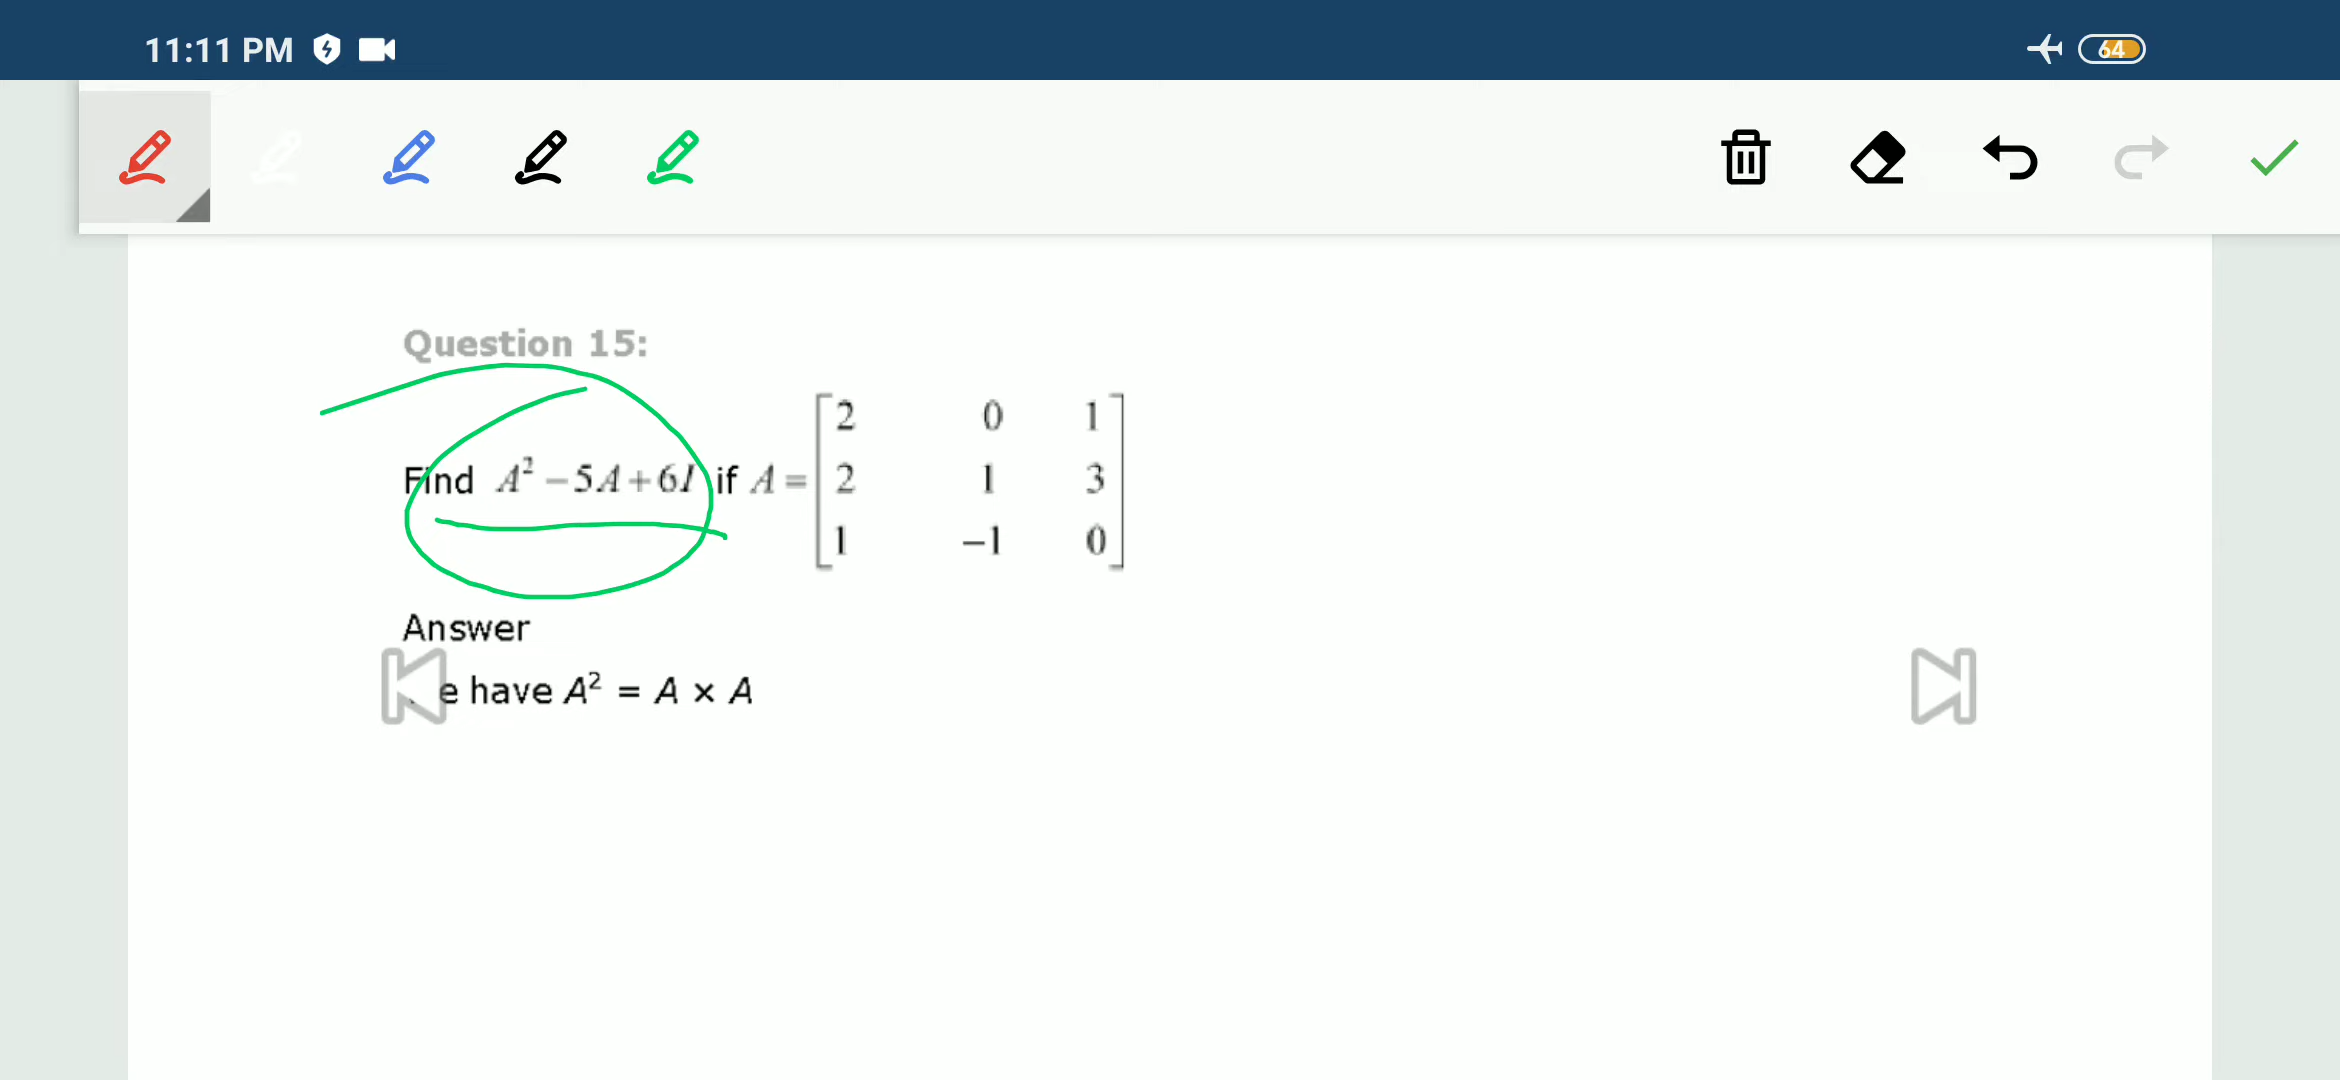 11:11 PM
64
Question 15:
Find A² − 5A + 6I if A = [2 0 1
2 1 3
1 −1 0]
Answer
e have A² = A × A